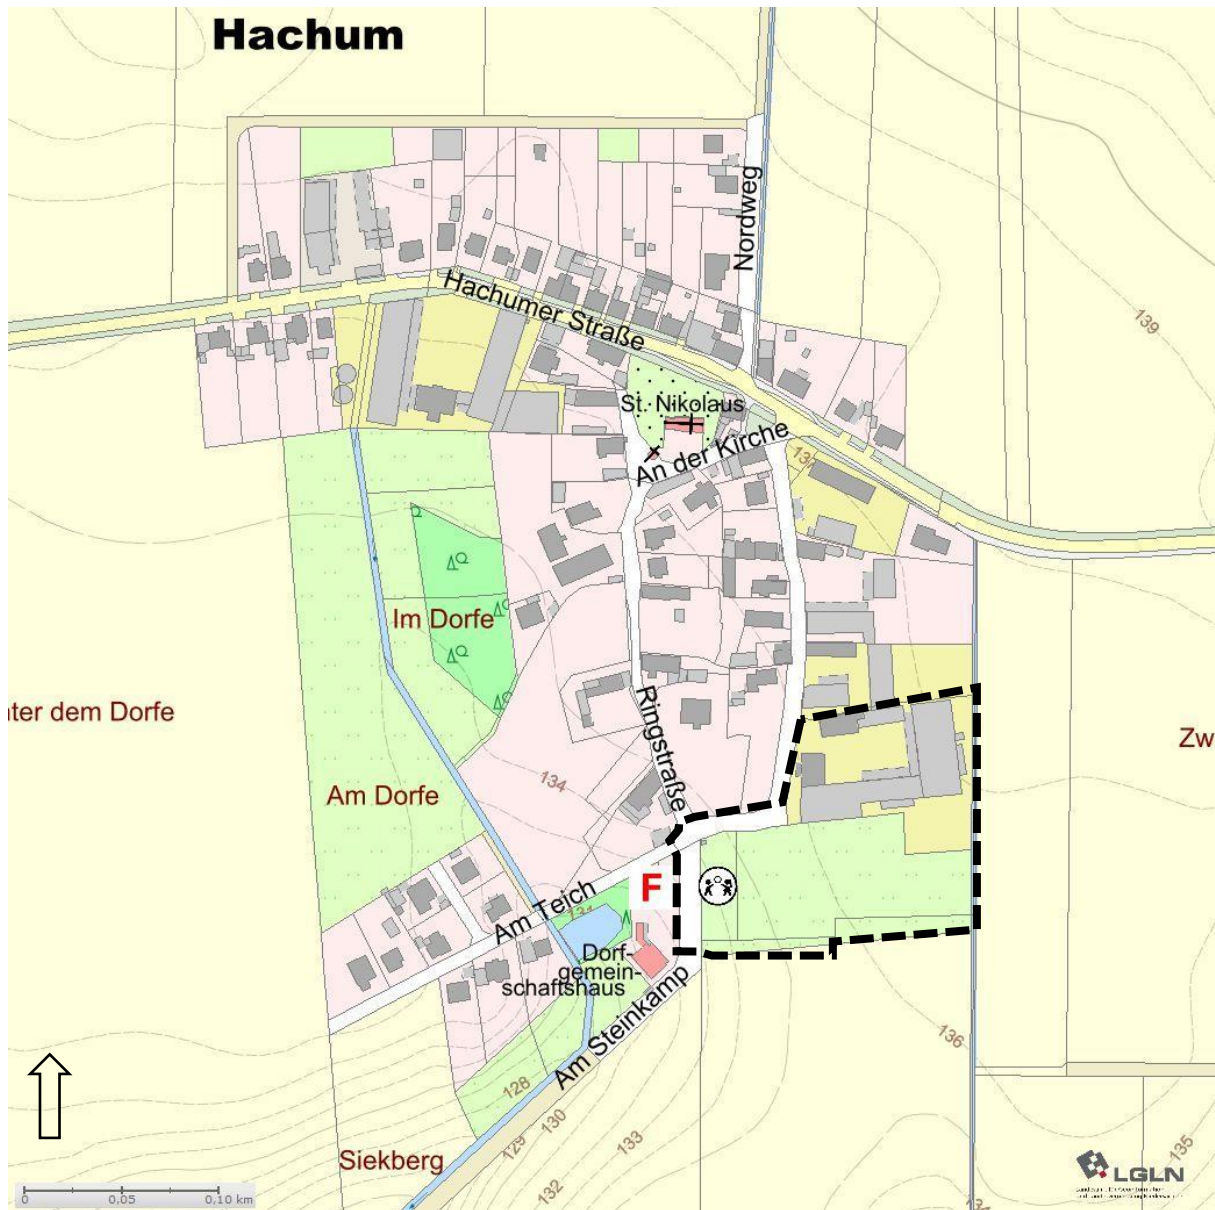 Hachum
Nordweg
Hachumer Straße
139
St. Nikolaus
An der Kirche
137
Im Dorfe
nter dem Dorfe
Zw
Ringstraße
134
Am Dorfe
F
Am Teich
131
Dorf-
gemein-
schaftshaus
Am Steinkamp
136
128
129
130
133
135
Siekberg
132
134
0 0,05 0,10 km
LGLN